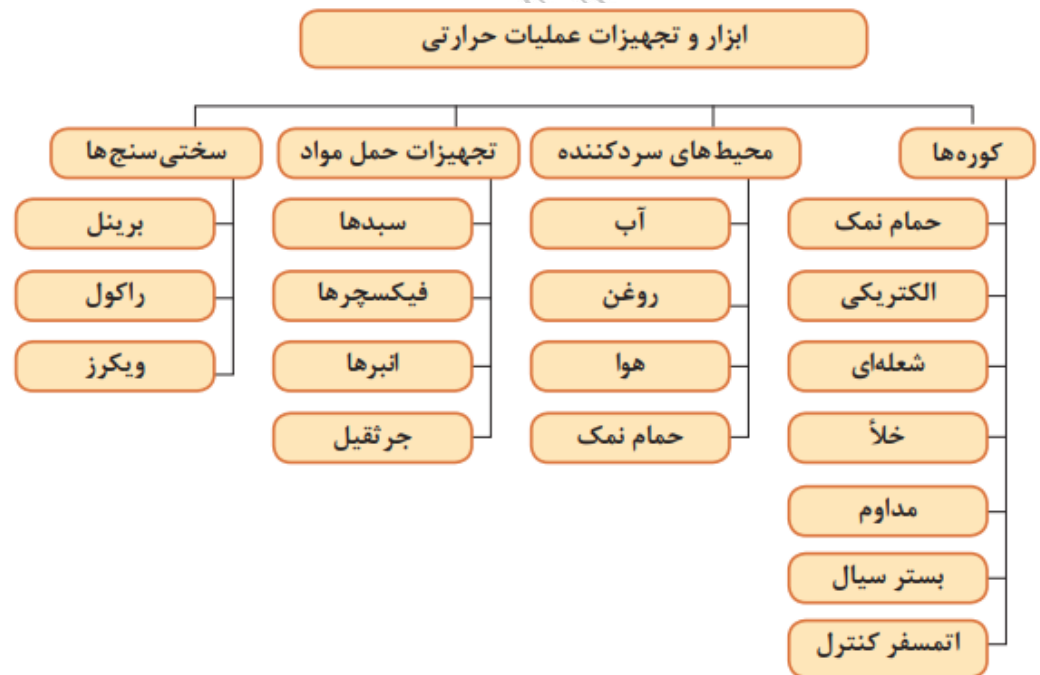 ابزار و تجهیزات عملیات حرارتی
کوره‌ها
حمام نمک
الکتریکی
شعله‌ای
خلأ
مداوم
بستر سیال
اتمسفر کنترل
محیط‌های سردکننده
آب
روغن
هوا
حمام نمک
تجهیزات حمل مواد
سبدها
فیکسچرها
انبرها
جرثقیل
سختی‌سنج‌ها
برینل
راکول
ویکرز